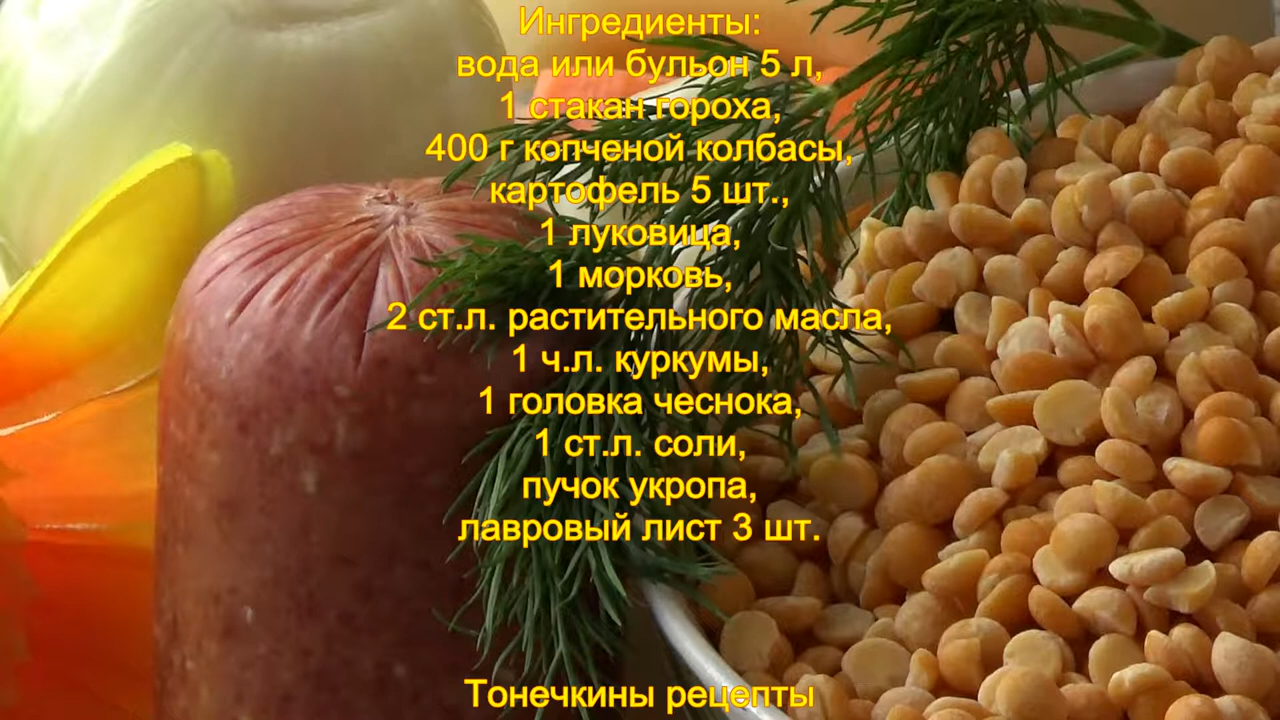 Ингредиенты:
вода или бульон 5 л,
1 стакан гороха,
400 г копченой колбасы,
картофель 5 шт.,
1 луковица,
1 морковь,
2 ст.л. растительного масла,
1 ч.л. куркумы,
1 головка чеснока,
1 ст.л. соли,
пучок укропа,
лавровый лист 3 шт.
Тонечкины рецепты